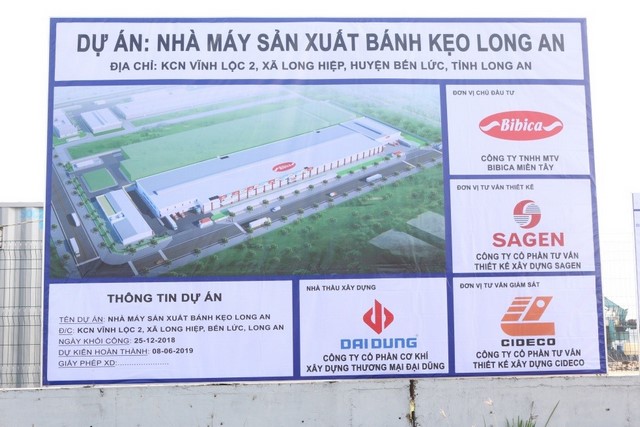 DỰ ÁN: NHÀ MÁY SẢN XUẤT BÁNH KẸO LONG AN
ĐỊA CHỈ: KCN VĨNH LỘC 2, XÃ LONG HIỆP, HUYỆN BẾN LỨC, TỈNH LONG AN
Bibica
ĐƠN VỊ CHỦ ĐẦU TƯ
Bibica
CÔNG TY TNHH MTV
BIBICA MIỀN TÂY
ĐƠN VỊ TƯ VẤN THIẾT KẾ
SAGEN
CÔNG TY CỔ PHẦN TƯ VẤN
THIẾT KẾ XÂY DỰNG SAGEN
THÔNG TIN DỰ ÁN
TÊN DỰ ÁN: NHÀ MÁY SẢN XUẤT BÁNH KẸO LONG AN
Đ/C: KCN VĨNH LỘC 2, XÃ LONG HIỆP, BẾN LỨC, LONG AN
NGÀY KHỞI CÔNG: 25-12-2018
DỰ KIẾN HOÀN THÀNH: 08-06-2019
GIẤY PHÉP XD:......................
NHÀ THẦU XÂY DỰNG
DAI DUNG
CÔNG TY CỔ PHẦN CƠ KHÍ
XÂY DỰNG THƯƠNG MẠI ĐẠI DŨNG
ĐƠN VỊ TƯ VẤN GIÁM SÁT
CIDECO
CÔNG TY CỔ PHẦN TƯ VẤN
THIẾT KẾ XÂY DỰNG CIDECO